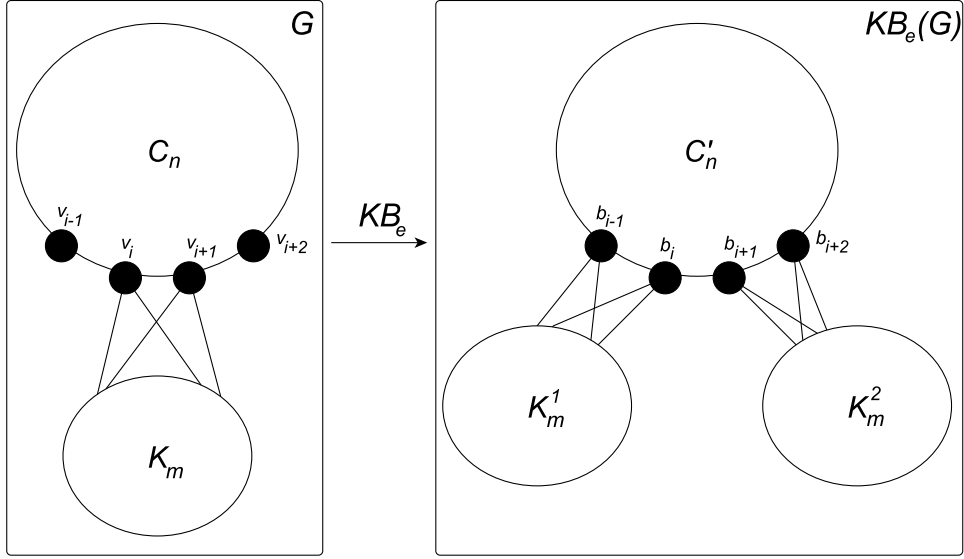 G
C_n
v_{i-1}
v_i
v_{i+1}
v_{i+2}
K_m
KB_e
KB_e(G)
C'_n
b_{i-1}
b_i
b_{i+1}
b_{i+2}
K_m^1
K_m^2